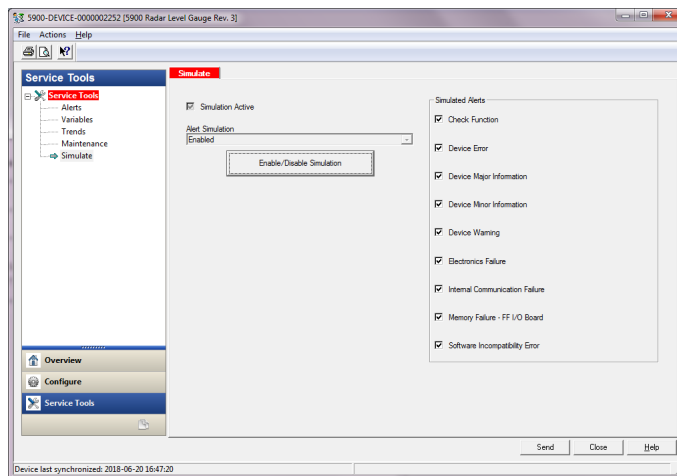 5900-DEVICE-0000002252 [5900 Radar Level Gauge Rev. 3]
File Actions Help
Service Tools
Service Tools
Alerts
Variables
Trends
Maintenance
Simulate
Overview
Configure
Service Tools
Simulate
Simulation Active
Alert Simulation
Enabled
Enable/Disable Simulation
Simulated Alerts
Check Function
Device Error
Device Major Information
Device Minor Information
Device Warning
Electronics Failure
Internal Communication Failure
Memory Failure - FF I/O Board
Software Incompatibility Error
Send Close Help
Device last synchronized: 2018-06-20 16:47:20